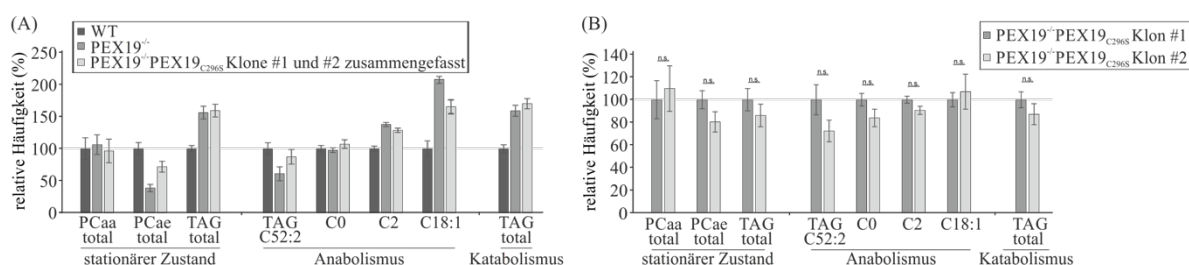 (A)
WT
PEX19-/-
PEX19-/-PEX19C296S Klone #1 und #2 zusammengefasst
relative Häufigkeit (%)
250
200
150
100
50
0
PCaa total
PCae total
TAG total
TAG C52:2
C0
C2
C18:1
TAG total
stationärer Zustand
Anabolismus
Katabolismus
(B)
PEX19-/-PEX19C296S Klon #1
PEX19-/-PEX19C296S Klon #2
relative Häufigkeit (%)
140
120
100
80
60
40
20
0
n.s.
n.s.
n.s.
n.s.
n.s.
n.s.
n.s.
n.s.
PCaa total
PCae total
TAG total
TAG C52:2
C0
C2
C18:1
TAG total
stationärer Zustand
Anabolismus
Katabolismus